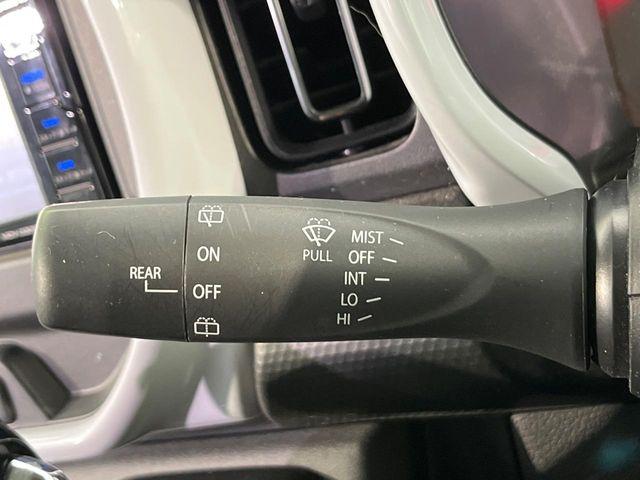 REAR
ON
OFF
PULL
MIST
OFF
INT
LO
HI